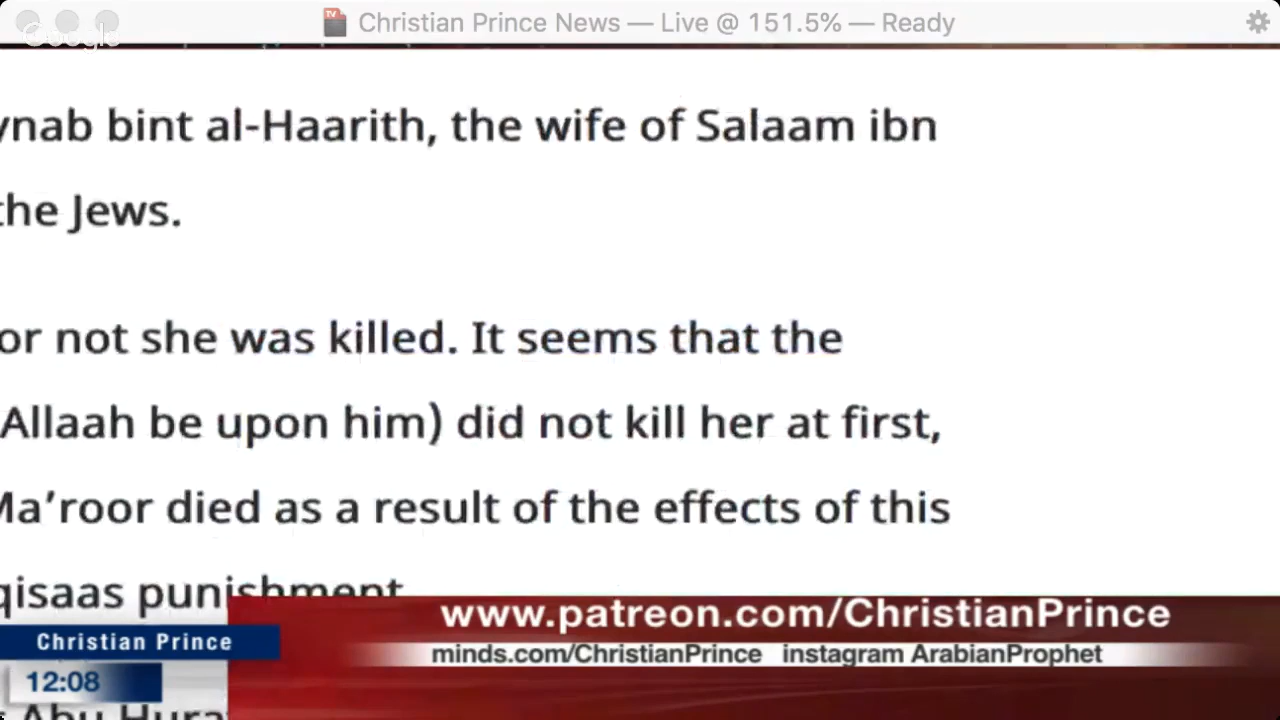 Christian Prince News — Live @ 151.5% — Ready
Google
ynab bint al-Haarith, the wife of Salaam ibn
the Jews.
or not she was killed. It seems that the
Allaah be upon him) did not kill her at first,
Ma’roor died as a result of the effects of this
qisaas punishment
www.patreon.com/ChristianPrince
Christian Prince
minds.com/ChristianPrince instagram ArabianProphet
12:08
Abu Hura